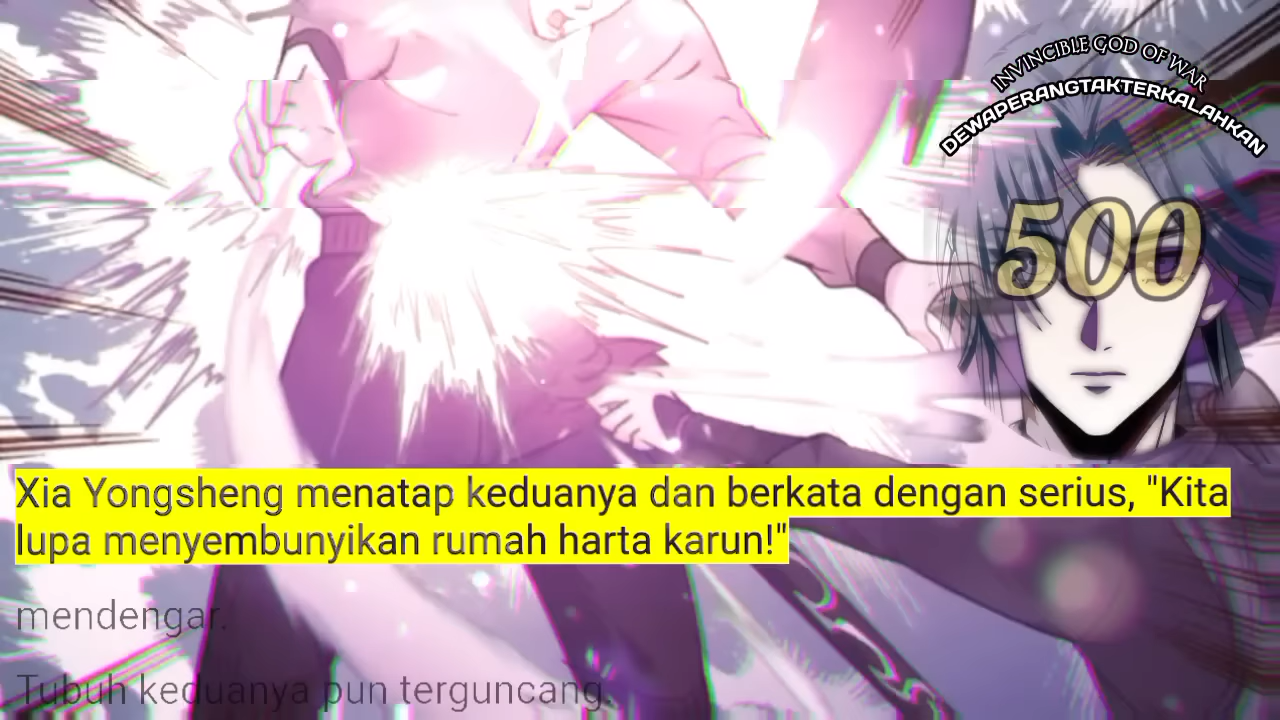 INVINCIBLE GOD OF WAR
DEWAPERANGTAKTERKALAHKAN
500
Xia Yongsheng menatap keduanya dan berkata dengan serius, "Kita
lupa menyembunyikan rumah harta karun!"
mendengar.
Tubuh keduanya pun terguncang.